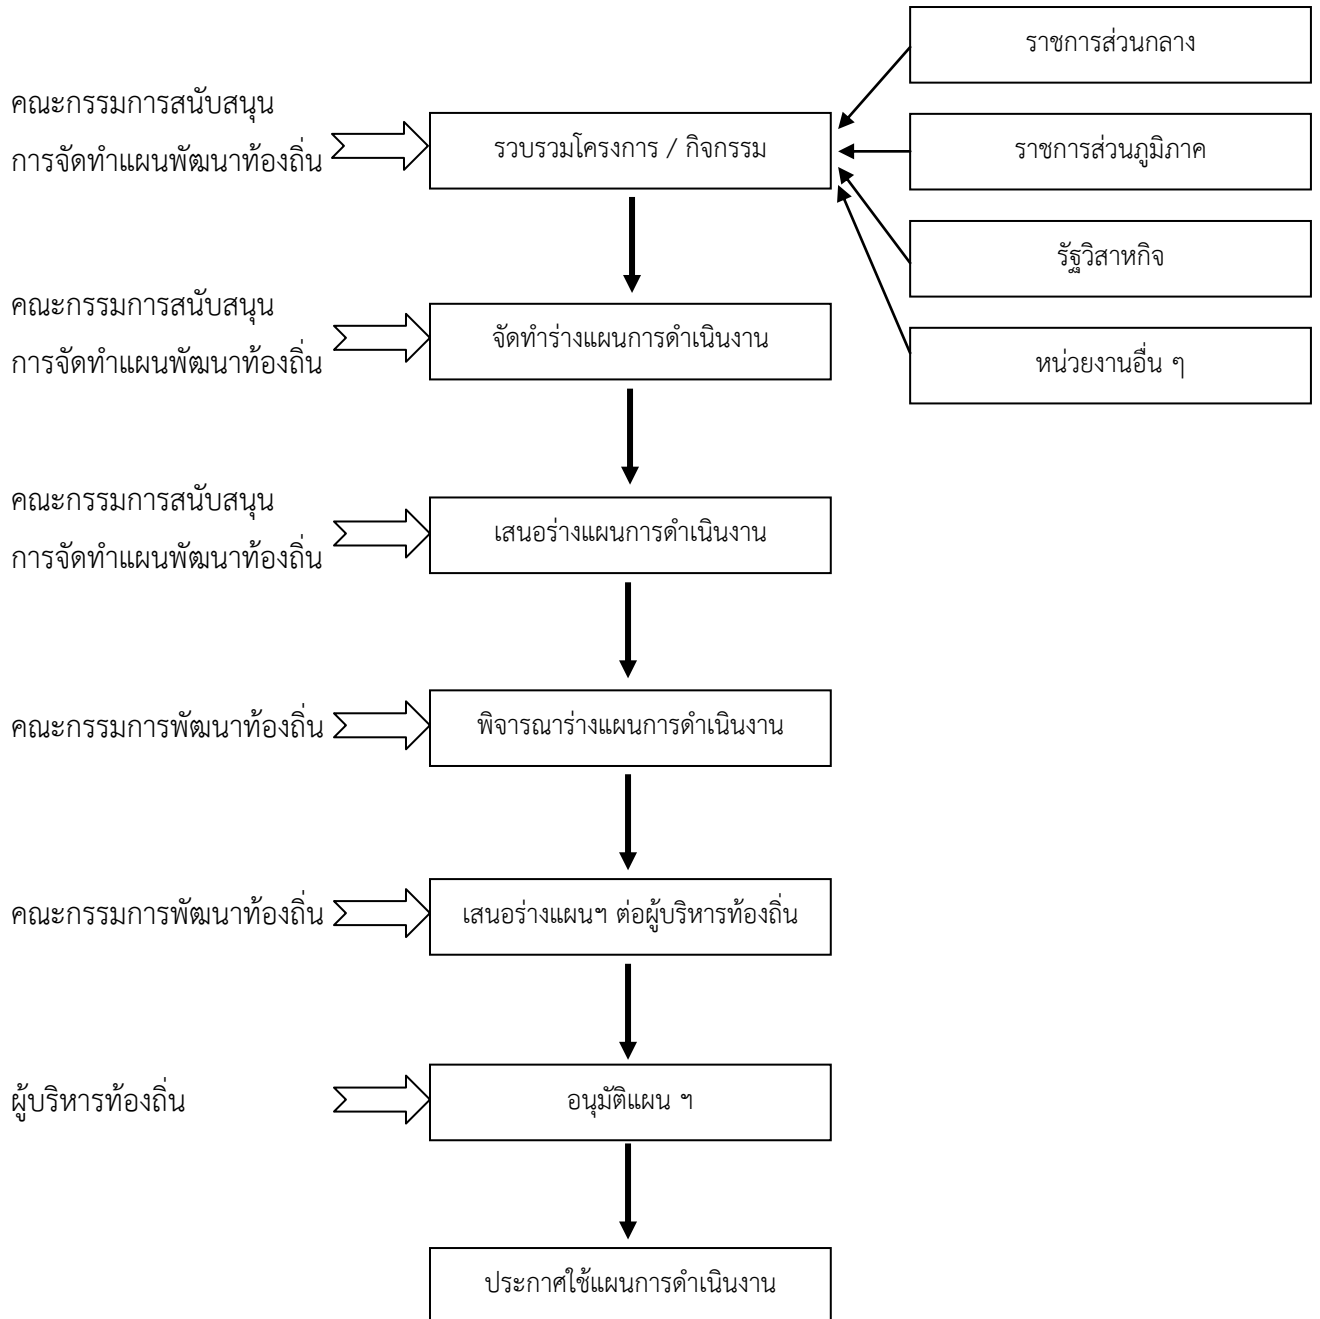 ราชการส่วนกลาง
คณะกรรมการสนับสนุน
การจัดทำแผนพัฒนาท้องถิ่น
รวบรวมโครงการ / กิจกรรม
ราชการส่วนภูมิภาค
รัฐวิสาหกิจ
คณะกรรมการสนับสนุน
การจัดทำแผนพัฒนาท้องถิ่น
จัดทำร่างแผนการดำเนินงาน
หน่วยงานอื่น ๆ
คณะกรรมการสนับสนุน
การจัดทำแผนพัฒนาท้องถิ่น
เสนอร่างแผนการดำเนินงาน
คณะกรรมการพัฒนาท้องถิ่น
พิจารณาร่างแผนการดำเนินงาน
คณะกรรมการพัฒนาท้องถิ่น
เสนอร่างแผนฯ ต่อผู้บริหารท้องถิ่น
ผู้บริหารท้องถิ่น
อนุมัติแผน ฯ
ประกาศใช้แผนการดำเนินงาน